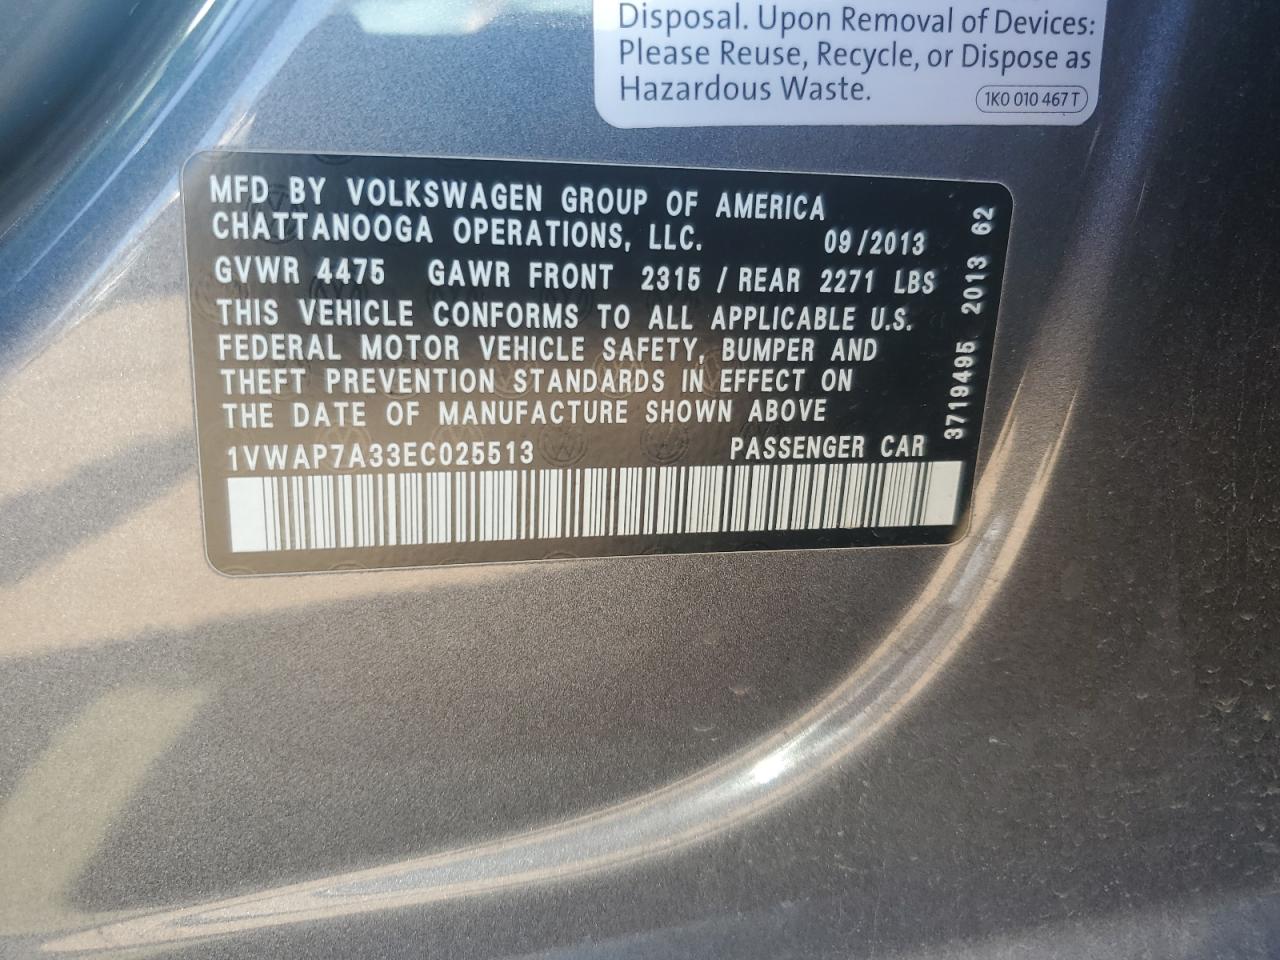 Disposal. Upon Removal of Devices:
Please Reuse, Recycle, or Dispose as
Hazardous Waste.
1K0 010 467 T
MFD BY VOLKSWAGEN GROUP OF AMERICA
CHATTANOOGA OPERATIONS, LLC. 09/2013
GVWR 4475 GAWR FRONT 2315 / REAR 2271 LBS
THIS VEHICLE CONFORMS TO ALL APPLICABLE U.S.
FEDERAL MOTOR VEHICLE SAFETY, BUMPER AND
THEFT PREVENTION STANDARDS IN EFFECT ON
THE DATE OF MANUFACTURE SHOWN ABOVE
1VWAP7A33EC025513 PASSENGER CAR
3719495 2013 62